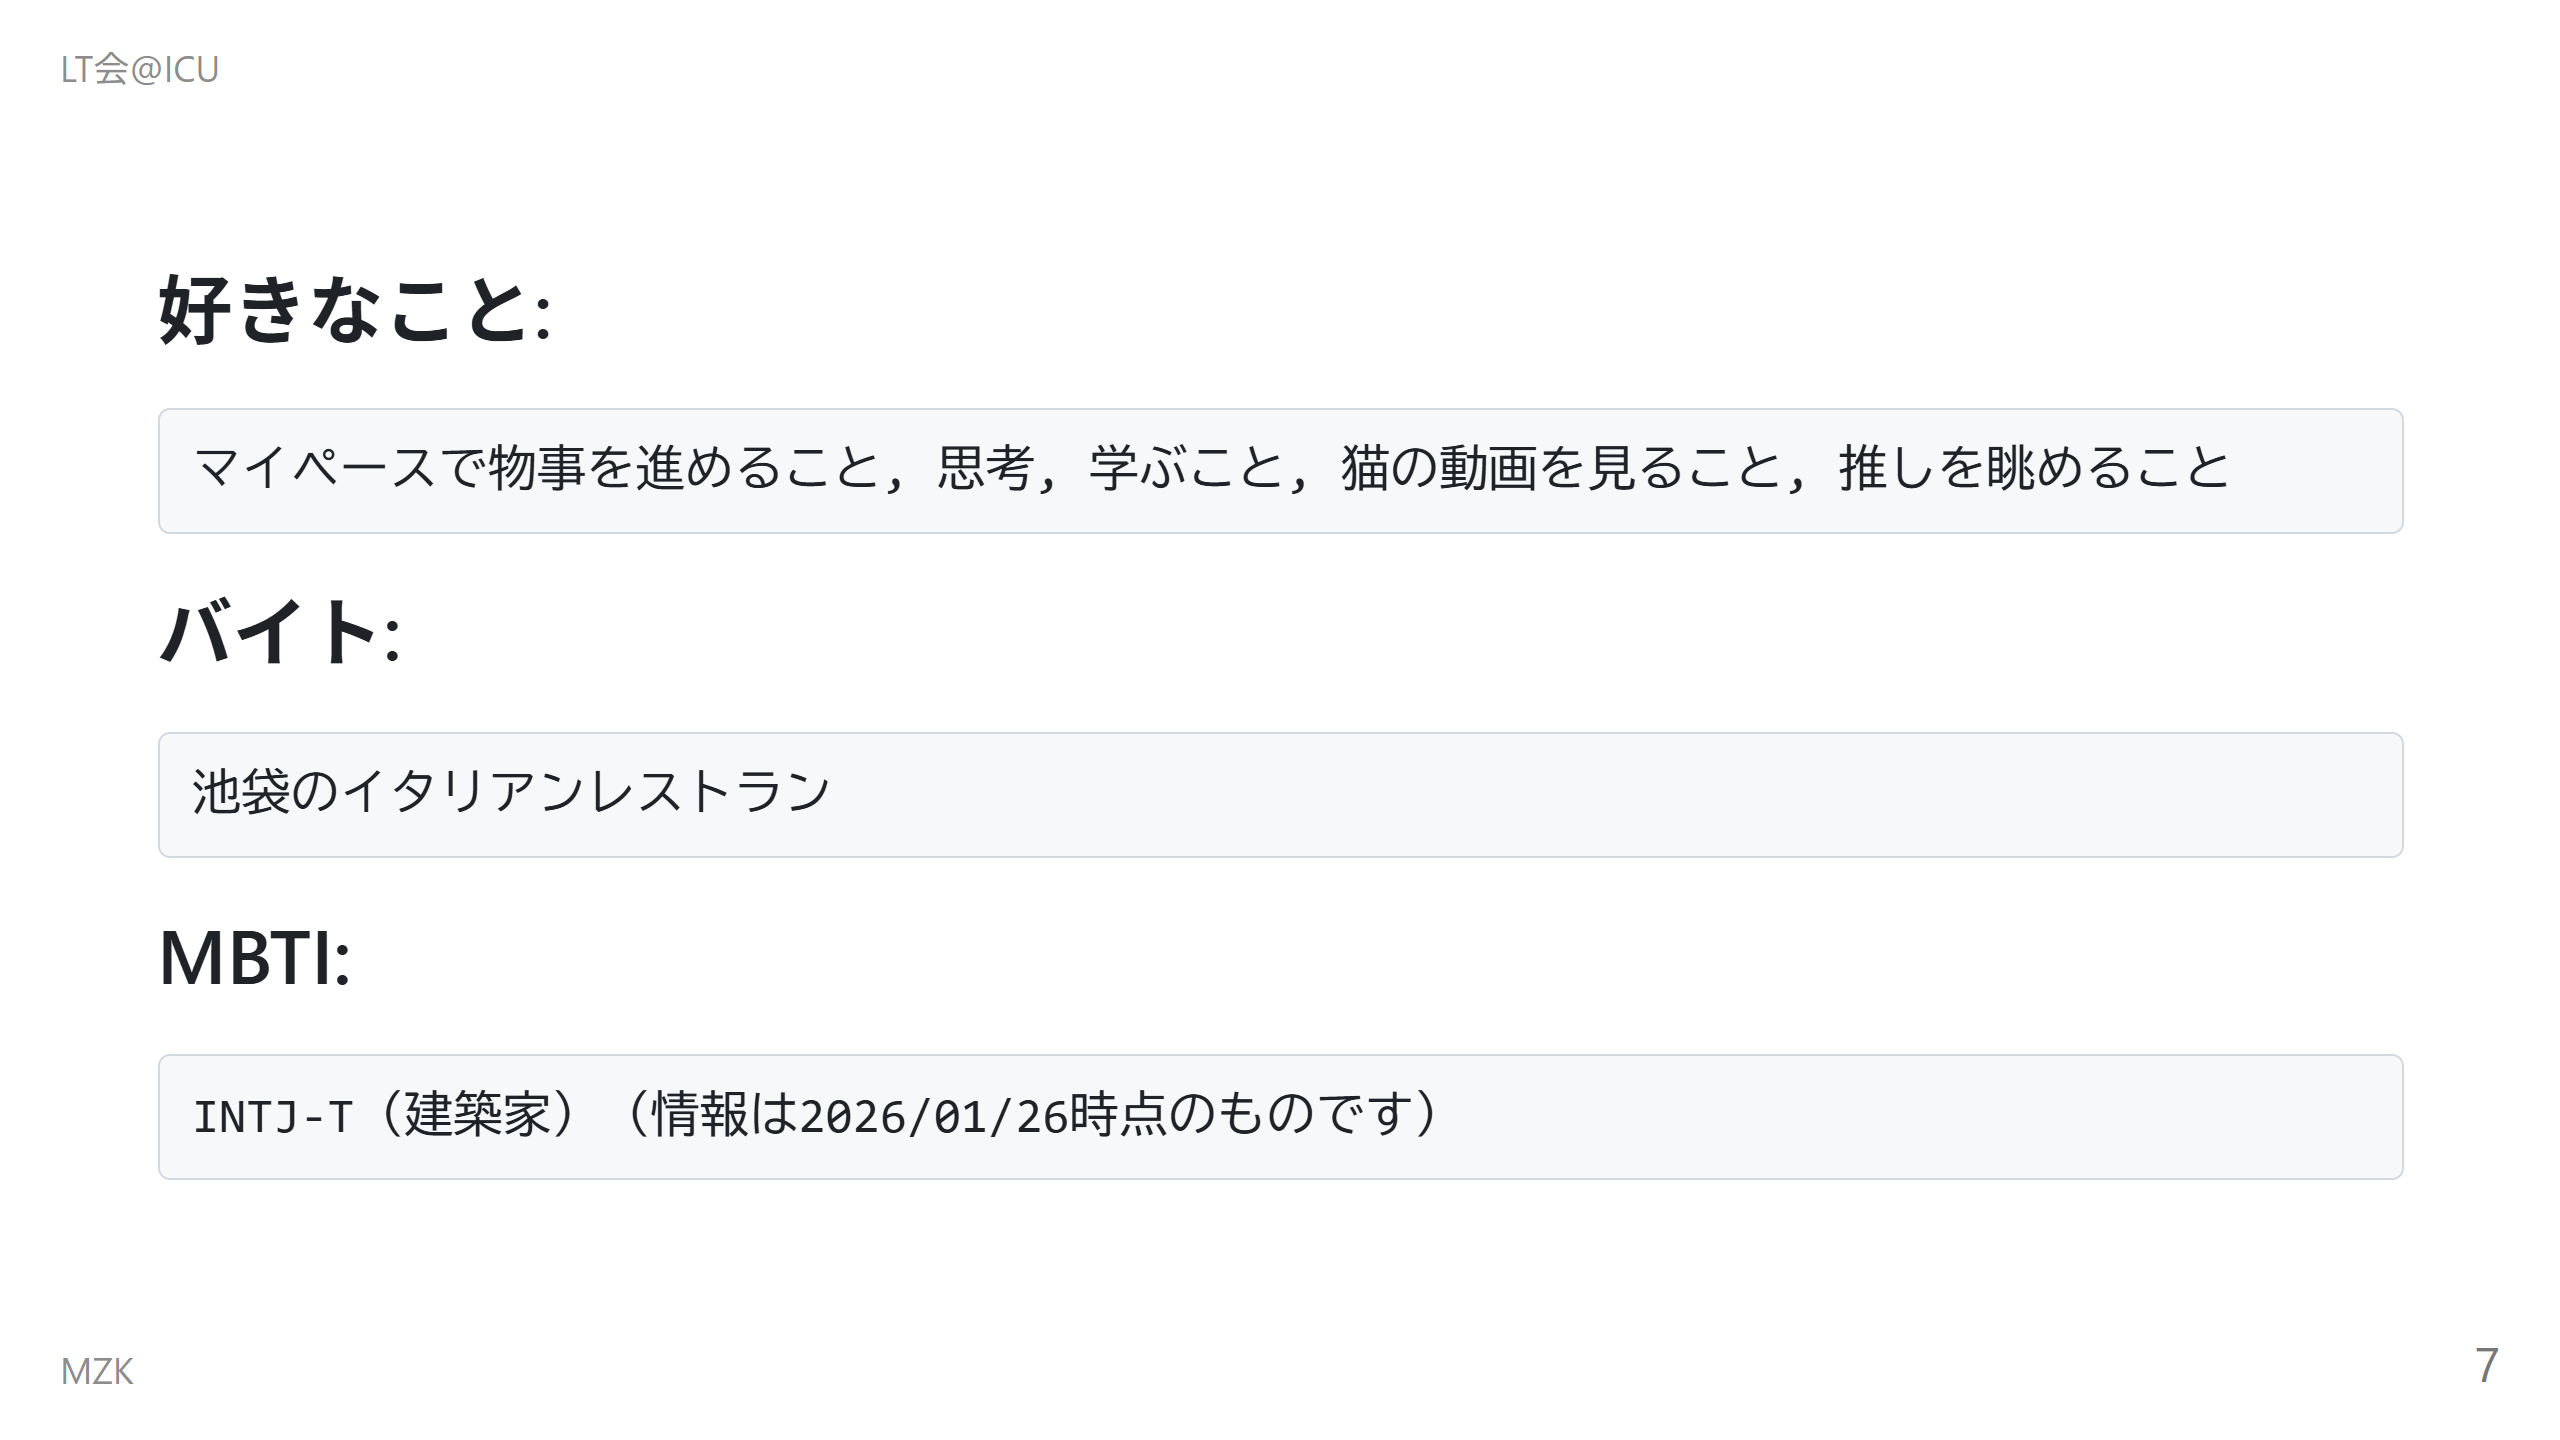 LT会@ICU
好きなこと:
マイペースで物事を進めること, 思考, 学ぶこと, 猫の動画を見ること, 推しを眺めること
バイト:
池袋のイタリアンレストラン
MBTI:
INTJ-T（建築家）（情報は2026/01/26時点のものです）
MZK
7